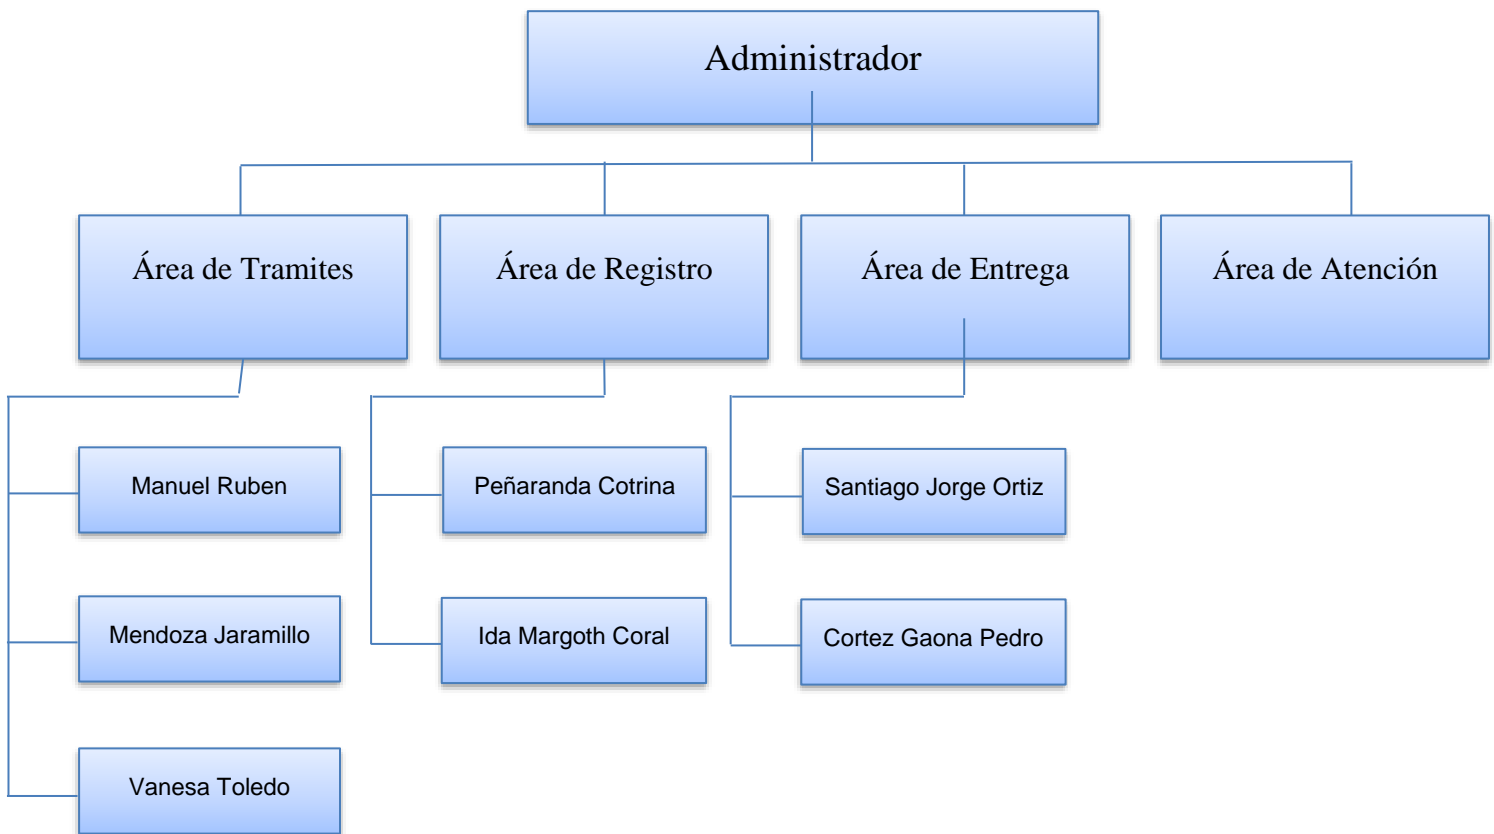 Administrador
Área de Tramites
Área de Registro
Área de Entrega
Área de Atención
Manuel Ruben
Peñaranda Cotrina
Santiago Jorge Ortiz
Mendoza Jaramillo
Ida Margoth Coral
Cortez Gaona Pedro
Vanesa Toledo